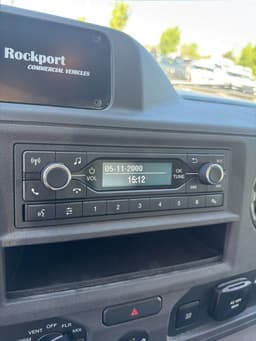 Rockport
COMMERCIAL VEHICLES
05-11-2000
15:12
VOL
OK
TUNE
1 2 3 4 5 6
VENT FLR MIX